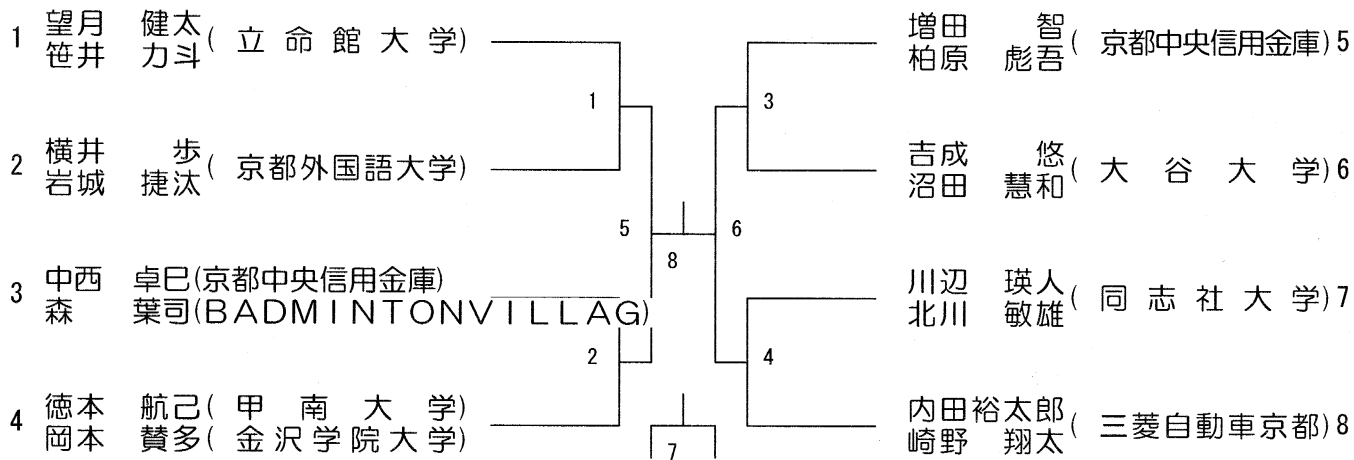 1 望月 健太
笹井 力斗 ( 立命館大学 )
2 横井 歩
岩城 捷汰 ( 京都外国語大学 )
3 中西 卓巳(京都中央信用金庫)
森 葉司(BADMINTONVILLAG)
4 徳本 航己( 甲南大学 )
岡本 賛多( 金沢学院大学 )
1
5
2
8
7
3
6
4
増田 智
柏原 彪吾 ( 京都中央信用金庫) 5
吉成 悠
沼田 慧和 ( 大谷大学 ) 6
川辺 瑛人
北川 敏雄 ( 同志社大学 ) 7
内田裕太郎
崎野 翔太 ( 三菱自動車京都) 8